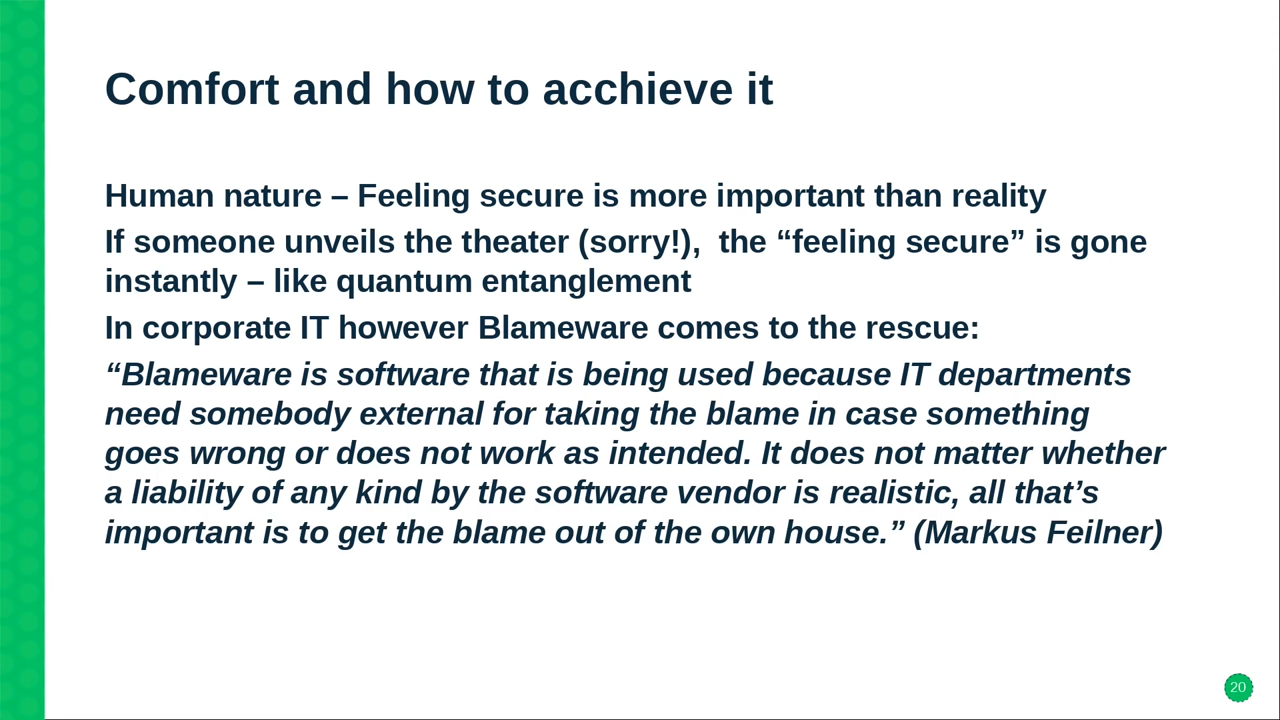 Comfort and how to acchieve it
Human nature – Feeling secure is more important than reality
If someone unveils the theater (sorry!),  the “feeling secure” is gone
instantly – like quantum entanglement
In corporate IT however Blameware comes to the rescue:
“Blameware is software that is being used because IT departments
need somebody external for taking the blame in case something
goes wrong or does not work as intended. It does not matter whether
a liability of any kind by the software vendor is realistic, all that’s
important is to get the blame out of the own house.” (Markus Feilner)
20